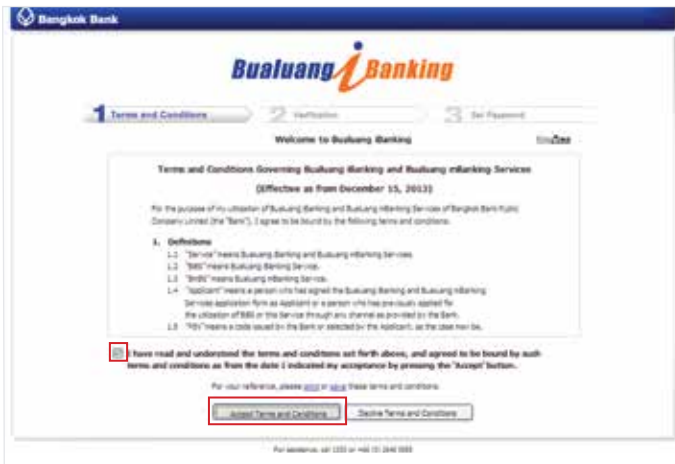 Bangkok Bank
Bualuang iBanking
1 Terms and Conditions
2 Verification
3 Set Password
Welcome to Bualuang iBanking
Terms and Conditions Governing Bualuang iBanking and Bualuang mBanking Services
(Effective as from December 15, 2013)
For the purpose of my utilization of Bualuang iBanking and Bualuang mBanking Services of Bangkok Bank Public
Company Limited (the "Bank"), I agree to be bound by the following terms and conditions.
1. Definitions
1.1 "Service" means Bualuang iBanking and Bualuang mBanking Services.
1.2 "BIBS" means Bualuang iBanking Service.
1.3 "BMBS" means Bualuang mBanking Service.
1.4 "Applicant" means a person who has signed the Bualuang iBanking and Bualuang mBanking
Services application form as Applicant or a person who has previously applied for
the utilization of BIBS or this Service through any channel as provided by the Bank.
1.5 "PIN" means a code issued by the Bank or selected by the Applicant, as the case may be.
I have read and understood the terms and conditions set forth above, and agreed to be bound by such
terms and conditions as from the date I indicated my acceptance by pressing the 'Accept' button.
For your reference, please print or save these terms and conditions.
Accept Terms and Conditions
Decline Terms and Conditions
For assistance, call 1333 or +66 (0) 2645 5555